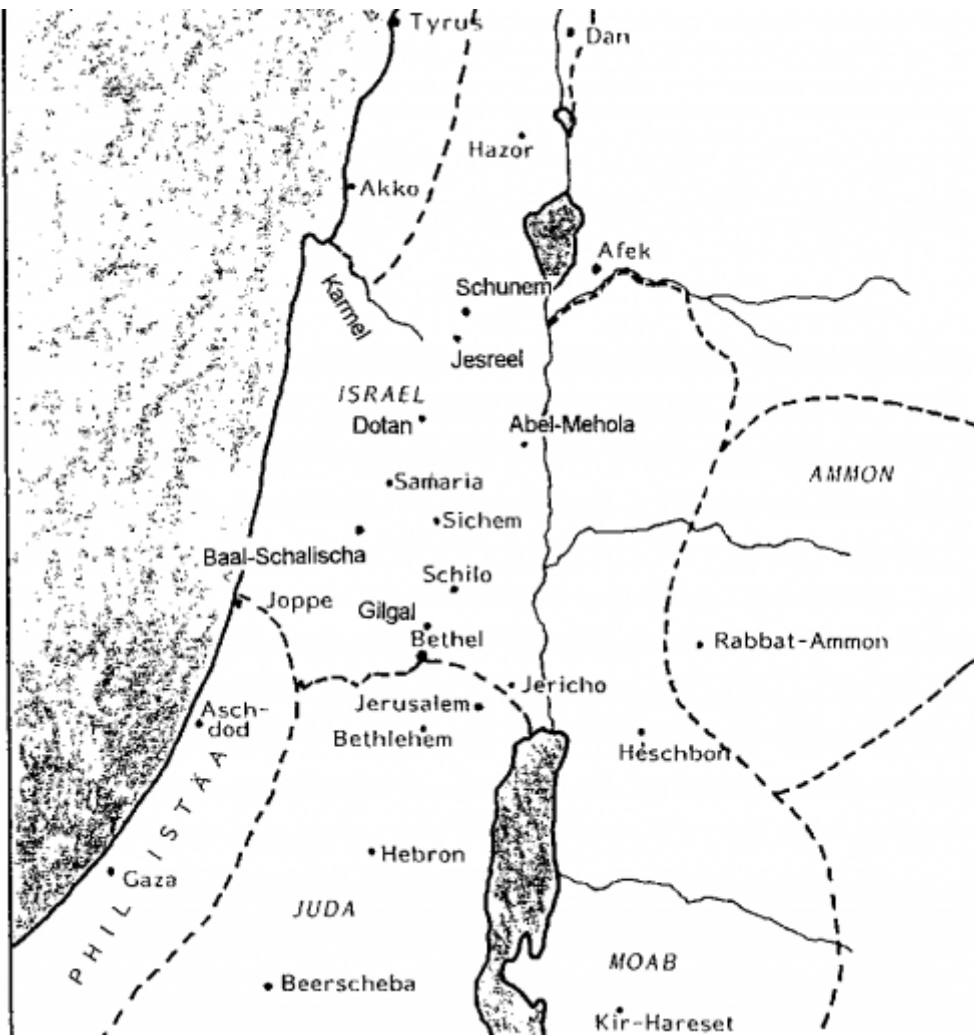 Tyrus
Dan
Hazor
Akko
Afek
Schunem
Karmel
Jesreel
ISRAEL
Dotan
Abel-Mehola
AMMON
Samaria
Sichem
Baal-Schalischa
Schilo
Joppe
Gilgal
Bethel
Rabbat-Ammon
Jericho
Jerusalem
Asch-
dod
Bethlehem
Heschbon
PHILISTÄA
Hebron
Gaza
JUDA
MOAB
Beerscheba
Kir-Hareset